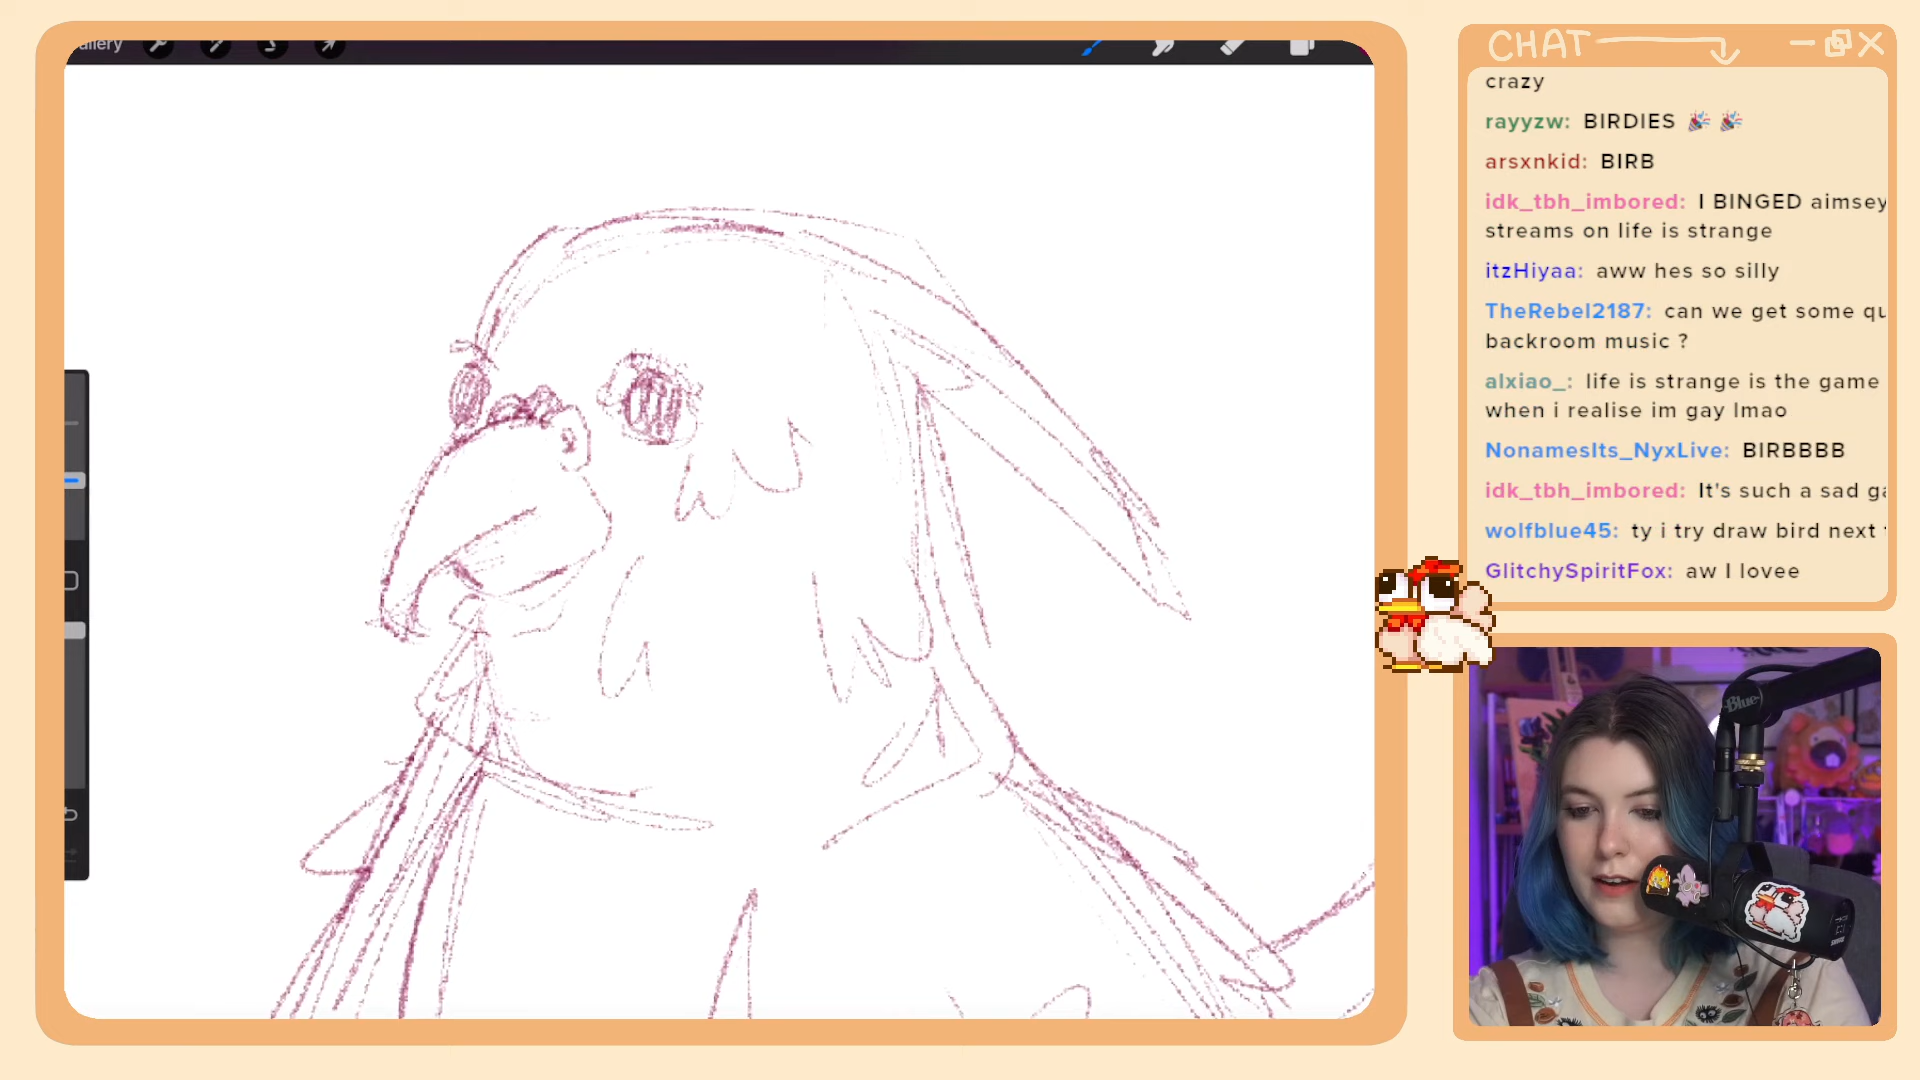 allery
CHAT
crazy
rayyzw: BIRDIES 🎉 🎉
arsxnkid: BIRB
idk_tbh_imbored: I BINGED aimsey
streams on life is strange
itzHiyaa: aww hes so silly
TheRebel2187: can we get some qu
backroom music ?
alxiao_: life is strange is the game
when i realise im gay lmao
NonamesIts_NyxLive: BIRBBBB
idk_tbh_imbored: It's such a sad ga
wolfblue45: ty i try draw bird next
GlitchySpiritFox: aw I lovee
Blue